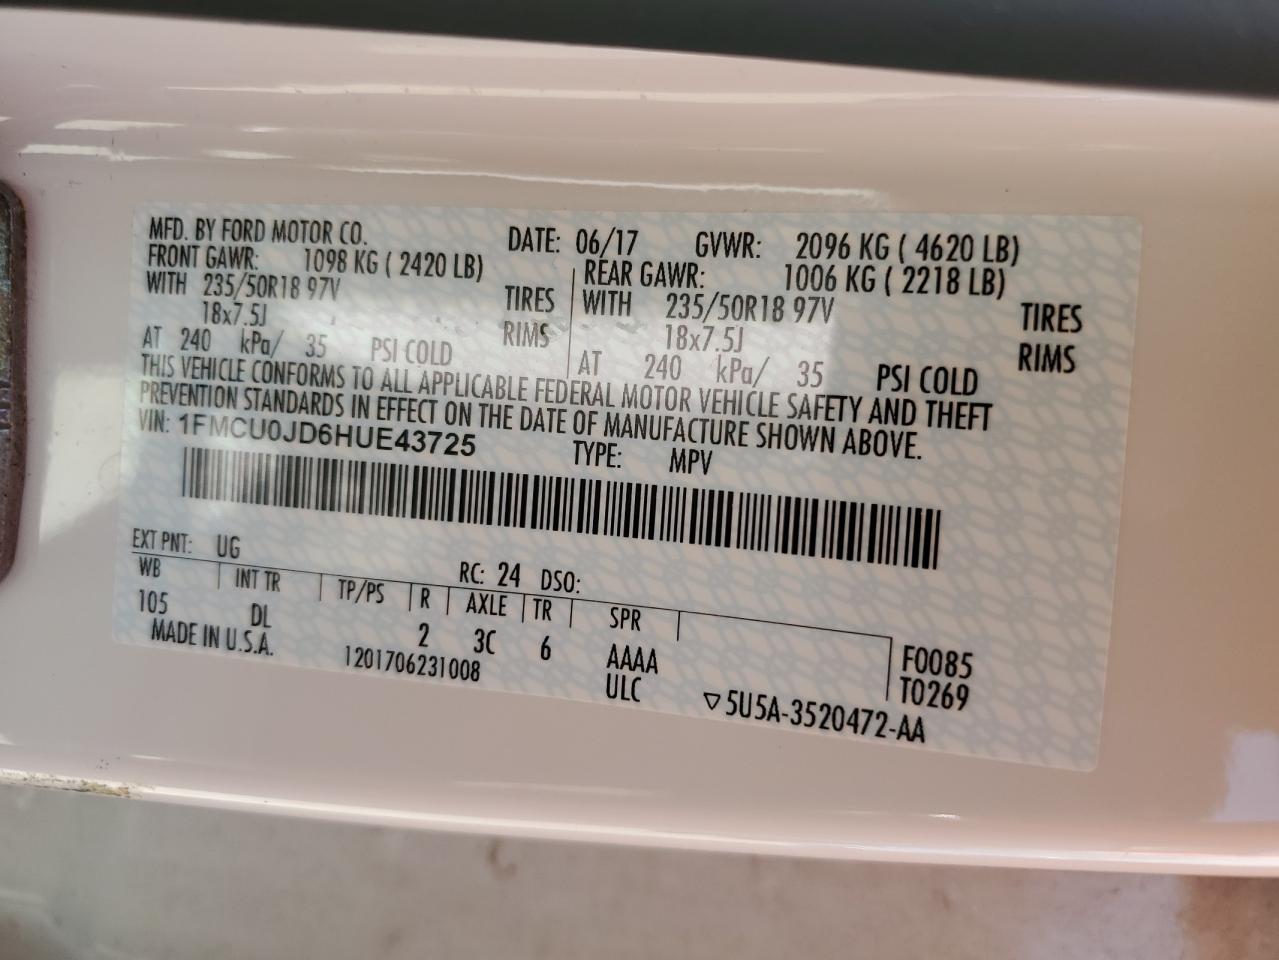 MFD. BY FORD MOTOR CO. DATE: 06/17 GVWR: 2096 KG ( 4620 LB)
FRONT GAWR: 1098 KG ( 2420 LB) REAR GAWR: 1006 KG ( 2218 LB)
WITH 235/50R18 97V TIRES WITH 235/50R18 97V TIRES
18x7.5J RIMS 18x7.5J RIMS
AT 240 kPa/ 35 PSI COLD AT 240 kPa/ 35 PSI COLD
THIS VEHICLE CONFORMS TO ALL APPLICABLE FEDERAL MOTOR VEHICLE SAFETY AND THEFT
PREVENTION STANDARDS IN EFFECT ON THE DATE OF MANUFACTURE SHOWN ABOVE.
VIN: 1FMCU0JD6HUE43725 TYPE: MPV
EXT PNT: UG RC: 24 DSO:
WB INT TR TP/PS R AXLE TR SPR
105 DL 2 3C 6 AAAA F0085
MADE IN U.S.A. 1201706231008 ULC T0269
▽5U5A-3520472-AA